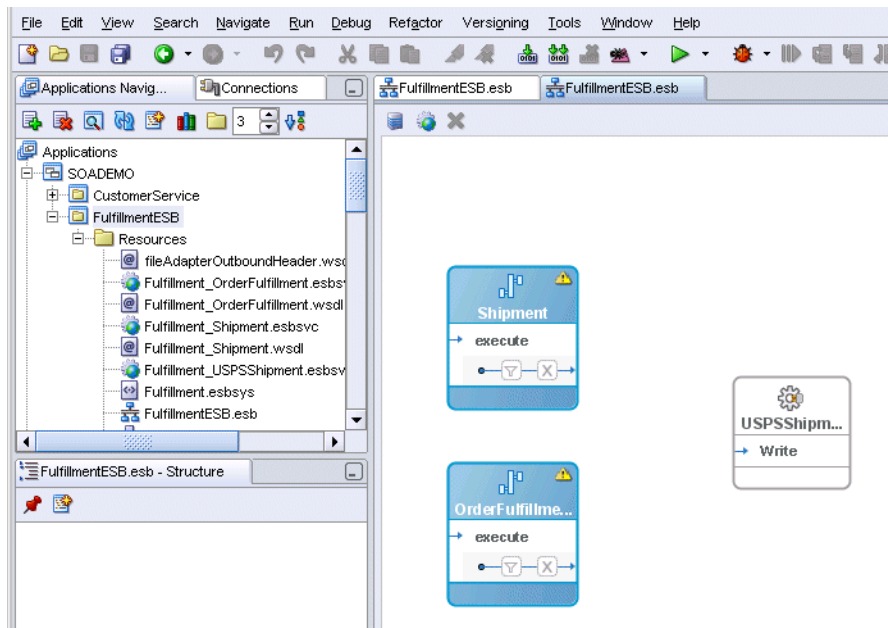 File Edit View Search Navigate Run Debug Refactor Versioning Tools Window Help
Applications Navig...
Connections
FulfillmentESB.esb
FulfillmentESB.esb
3
Applications
SOADEMO
CustomerService
FulfillmentESB
Resources
fileAdapterOutboundHeader.wsd
Fulfillment_OrderFulfillment.esbsv
Fulfillment_OrderFulfillment.wsdl
Fulfillment_Shipment.esbsvc
Fulfillment_Shipment.wsdl
Fulfillment_USPSShipment.esbsv
Fulfillment.esbsys
FulfillmentESB.esb
FulfillmentESB.esb - Structure
Shipment
execute
OrderFulfillme...
execute
USPSShipm...
Write